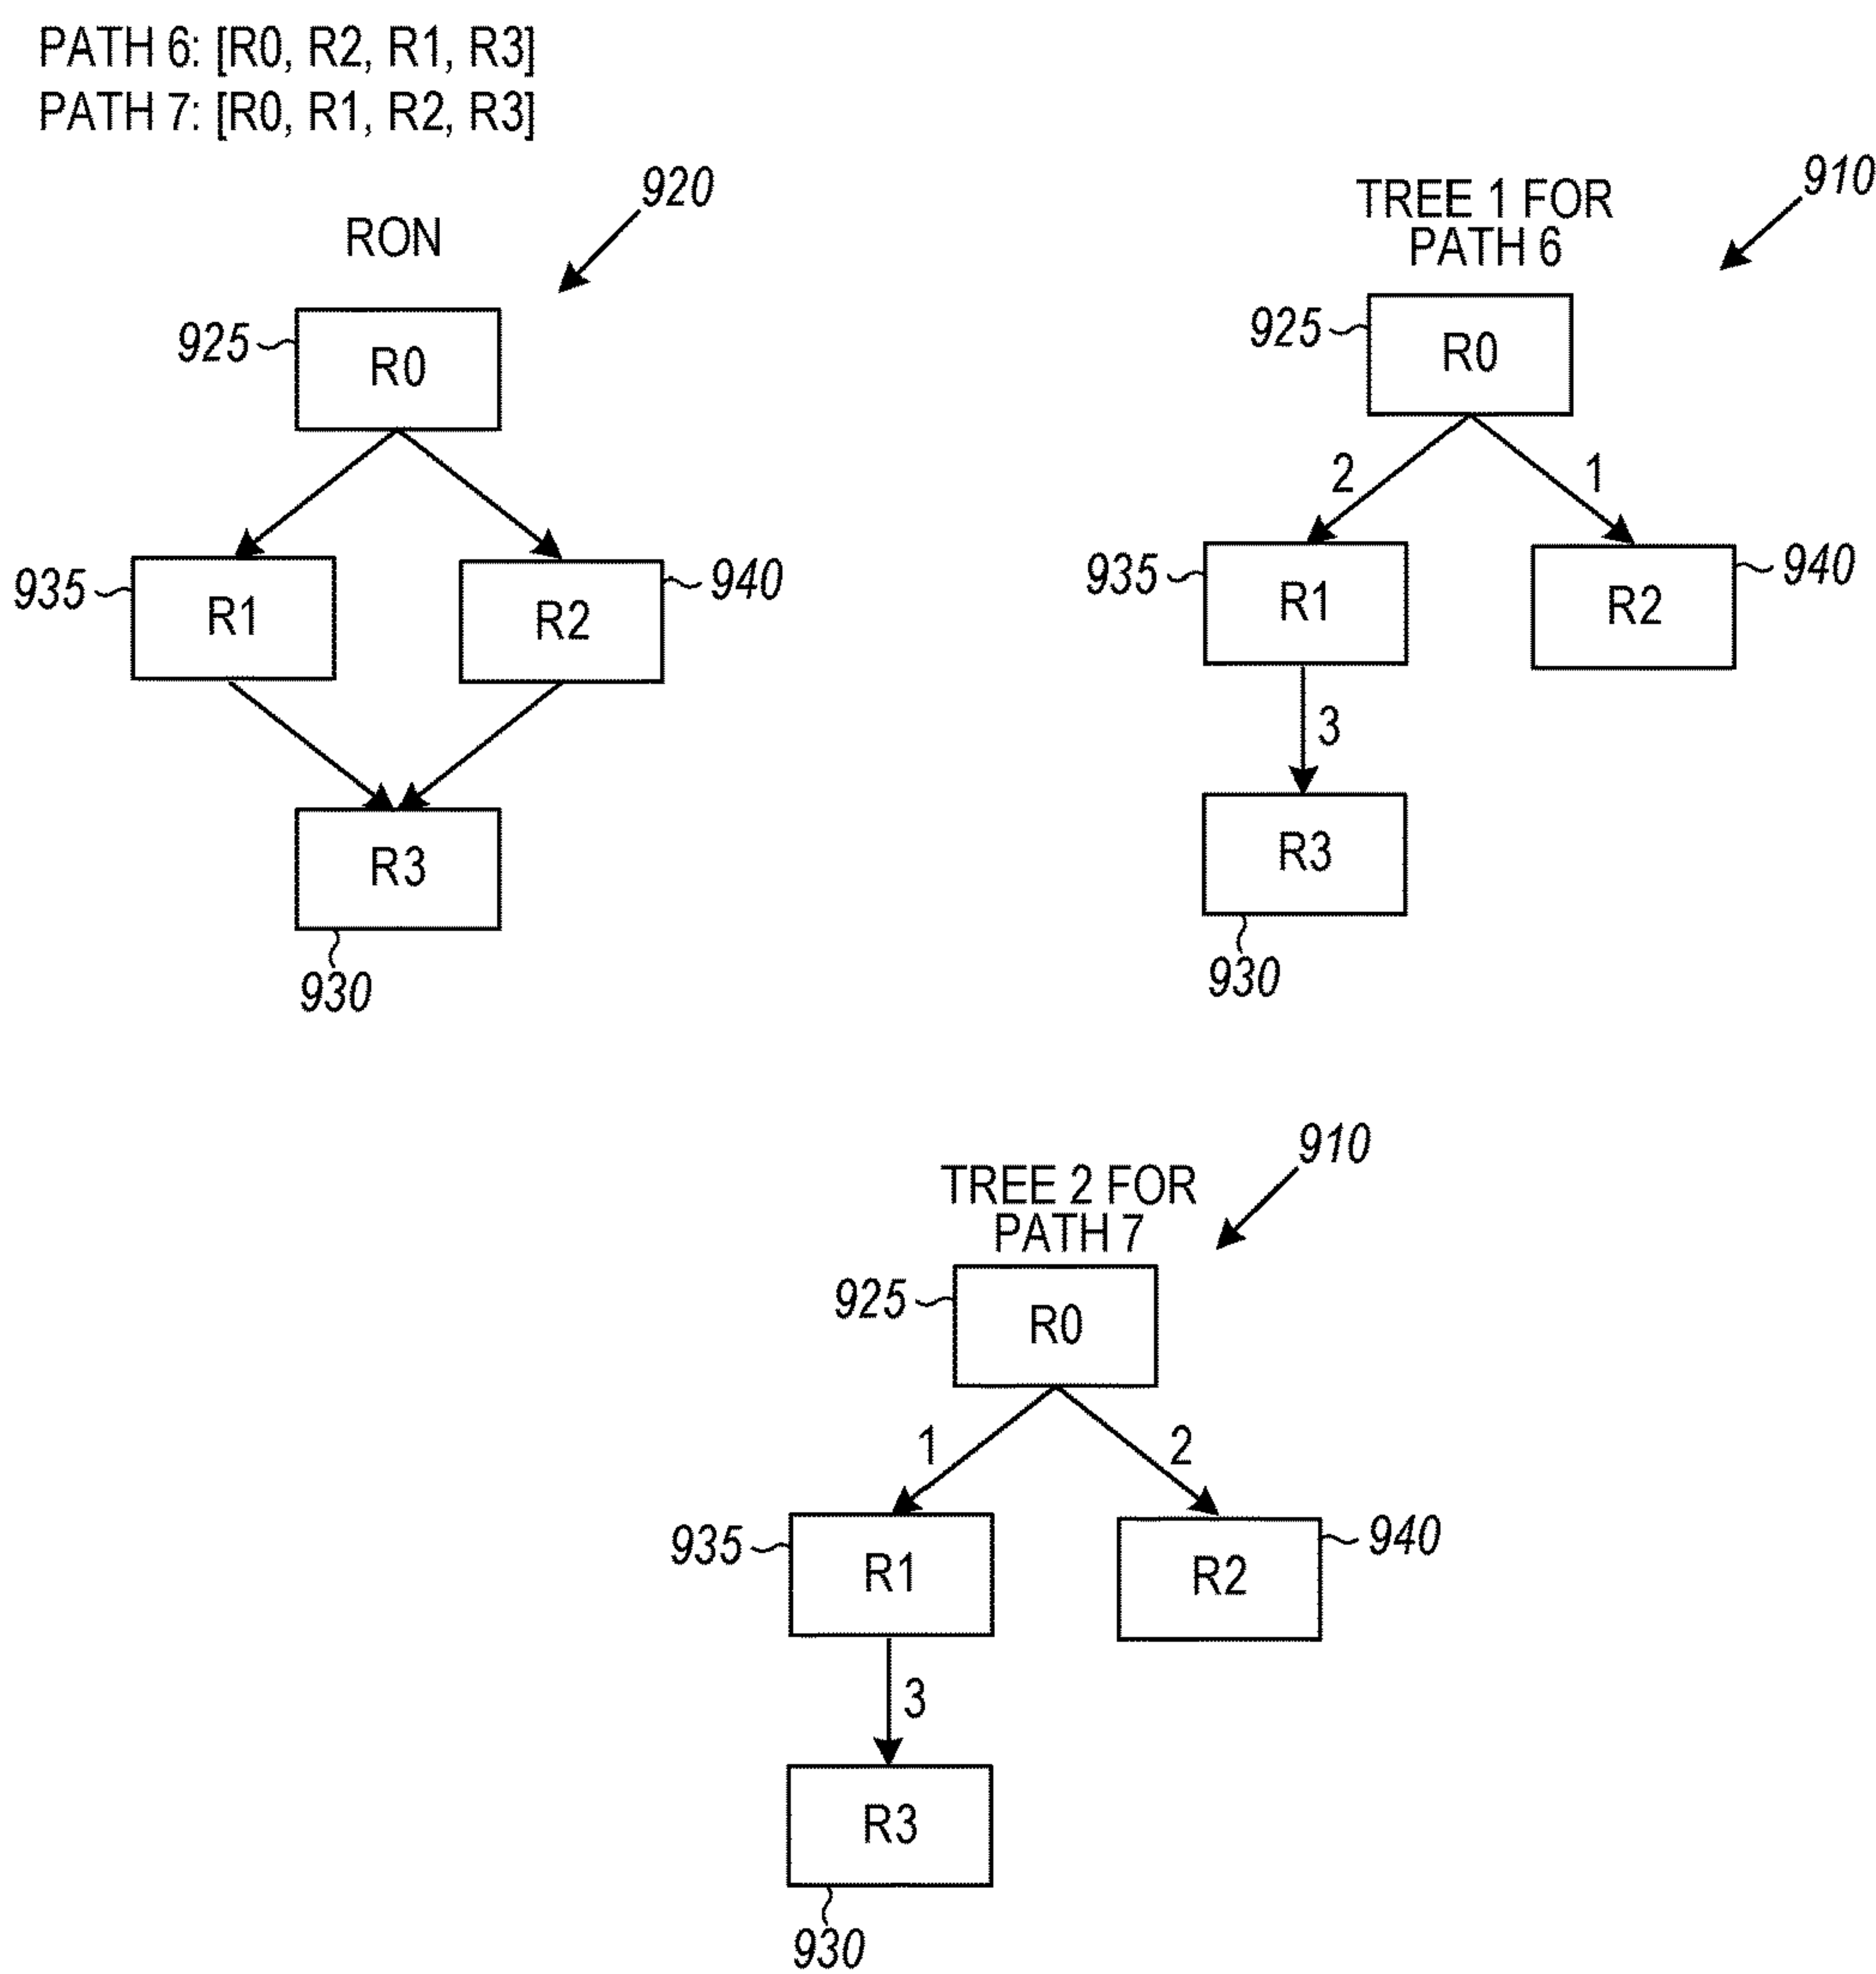 PATH 6: [R0, R2, R1, R3]
PATH 7: [R0, R1, R2, R3]
920
RON
925
R0
935
R1
R2
940
R3
930
910
TREE 1 FOR
PATH 6
925
R0
2
1
935
R1
R2
940
3
R3
930
910
TREE 2 FOR
PATH 7
925
R0
1
2
935
R1
R2
940
3
R3
930